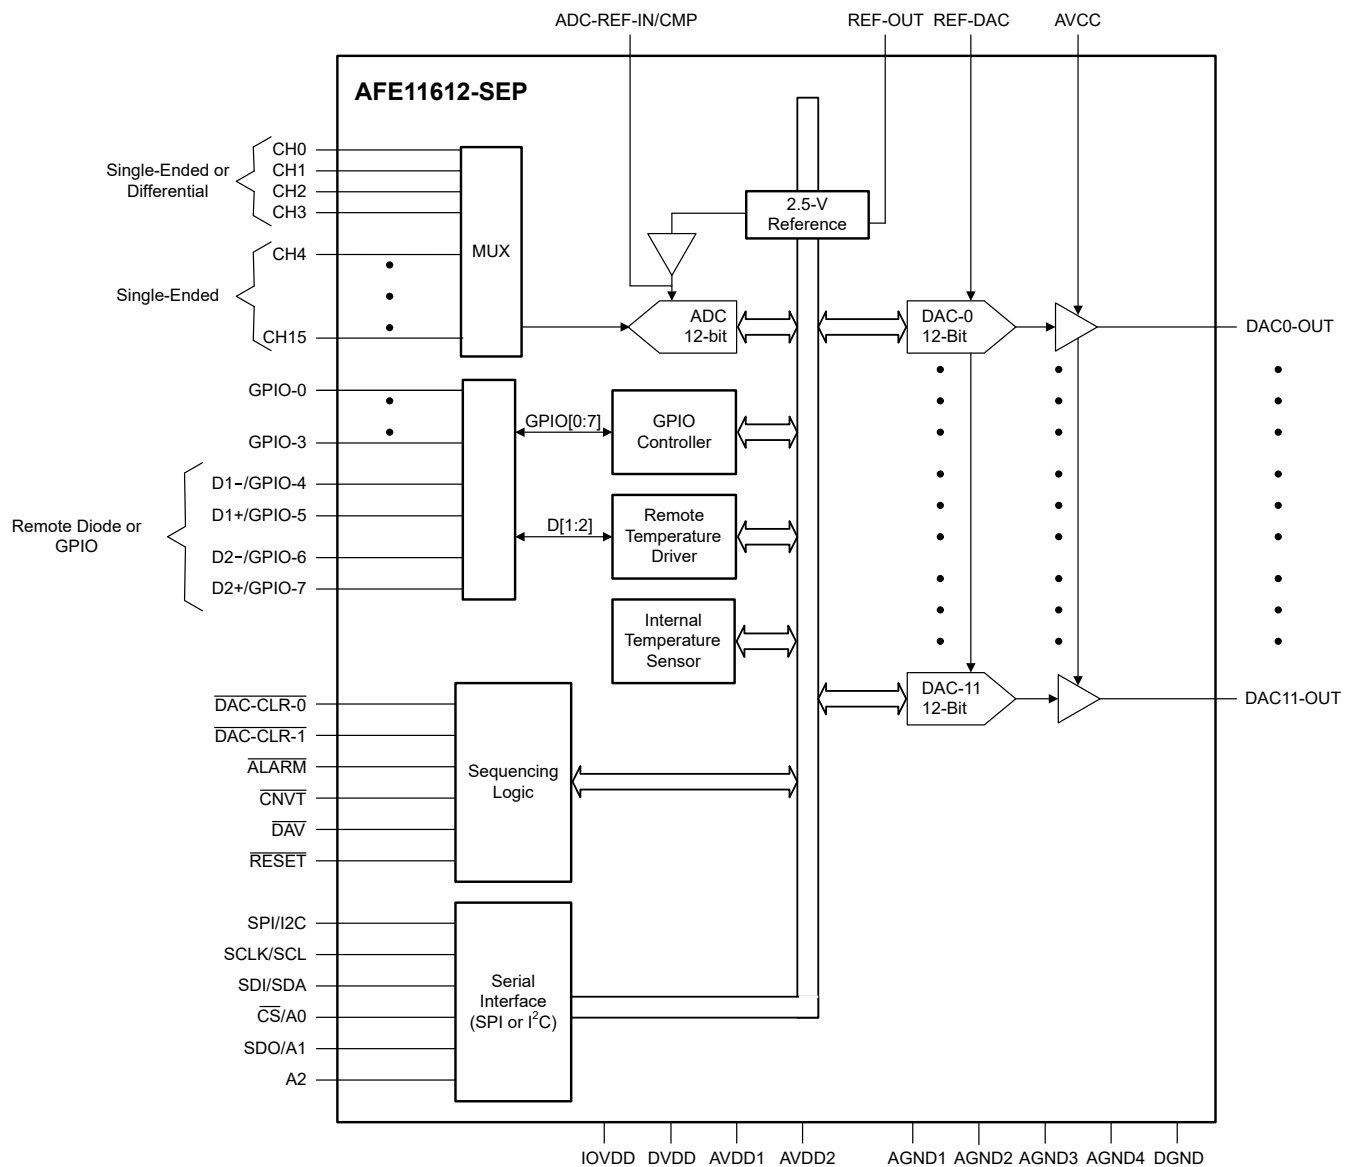 ADC-REF-IN/CMP
REF-OUT
REF-DAC
AVCC
AFE11612-SEP
Single-Ended or
Differential
CH0
CH1
CH2
CH3
Single-Ended
CH4
CH15
MUX
2.5-V
Reference
ADC
12-bit
DAC-0
12-Bit
DAC0-OUT
GPIO-0
GPIO-3
Remote Diode or
GPIO
D1−/GPIO-4
D1+/GPIO-5
D2−/GPIO-6
D2+/GPIO-7
GPIO[0:7]
D[1:2]
GPIO
Controller
Remote
Temperature
Driver
Internal
Temperature
Sensor
DAC-11
12-Bit
DAC11-OUT
DAC-CLR-0
DAC-CLR-1
ALARM
CNVT
DAV
RESET
Sequencing
Logic
SPI/I2C
SCLK/SCL
SDI/SDA
CS/A0
SDO/A1
A2
Serial
Interface
(SPI or I²C)
IOVDD
DVDD
AVDD1
AVDD2
AGND1
AGND2
AGND3
AGND4
DGND